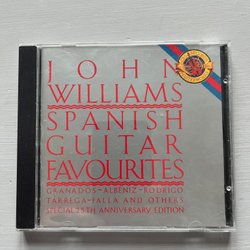 JOHN
WILLIAMS
SPANISH
GUITAR
FAVOURITES
GRANADOS–ALBENIZ–RODRIGO
TARREGA–FALLA AND OTHERS
SPECIAL 25TH ANNIVERSARY EDITION